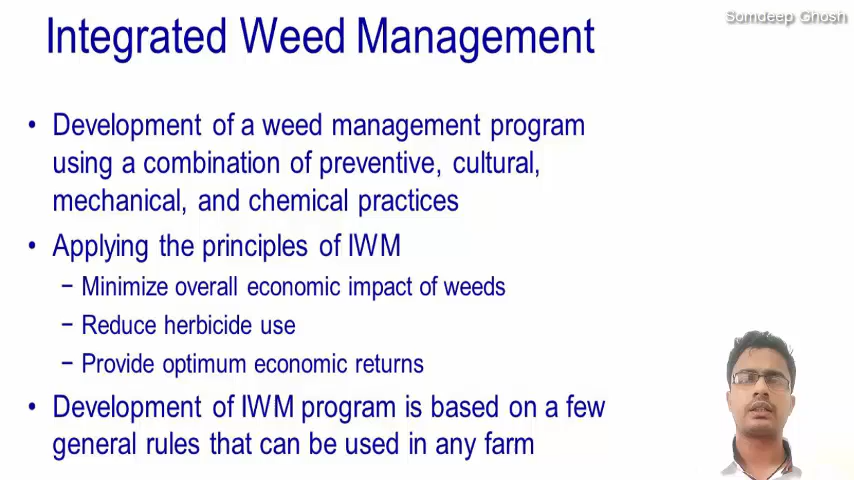 Somdeep Ghosh
Integrated Weed Management
• Development of a weed management program
using a combination of preventive, cultural,
mechanical, and chemical practices
• Applying the principles of IWM
− Minimize overall economic impact of weeds
− Reduce herbicide use
− Provide optimum economic returns
• Development of IWM program is based on a few
general rules that can be used in any farm